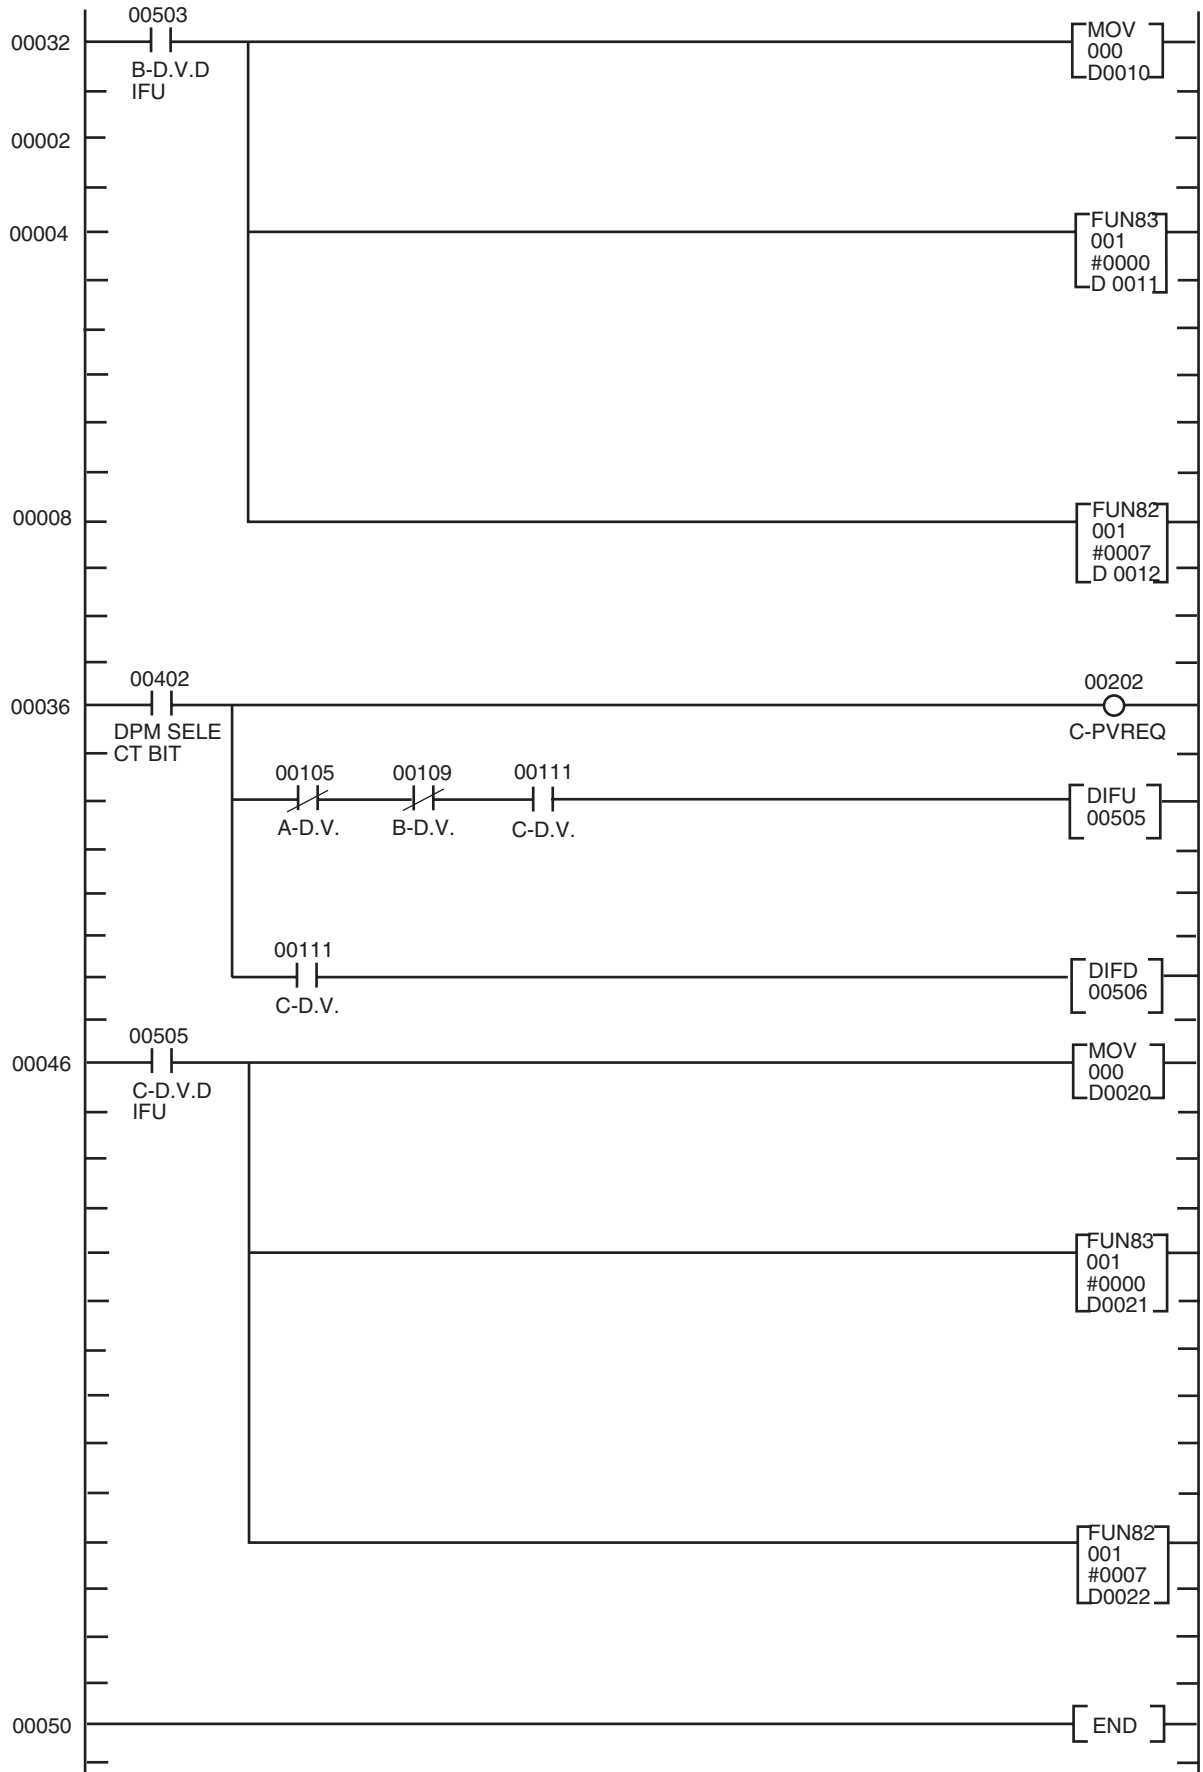 00503
00032
B-D.V.D
IFU
MOV
000
D0010
00002
00004
FUN83
001
#0000
D 0011
00008
FUN82
001
#0007
D 0012
00402
00202
00036
DPM SELE
CT BIT
C-PVREQ
00105
00109
00111
A-D.V.
B-D.V.
C-D.V.
DIFU
00505
00111
C-D.V.
DIFD
00506
00505
00046
C-D.V.D
IFU
MOV
000
D0020
FUN83
001
#0000
D0021
FUN82
001
#0007
D0022
00050
END